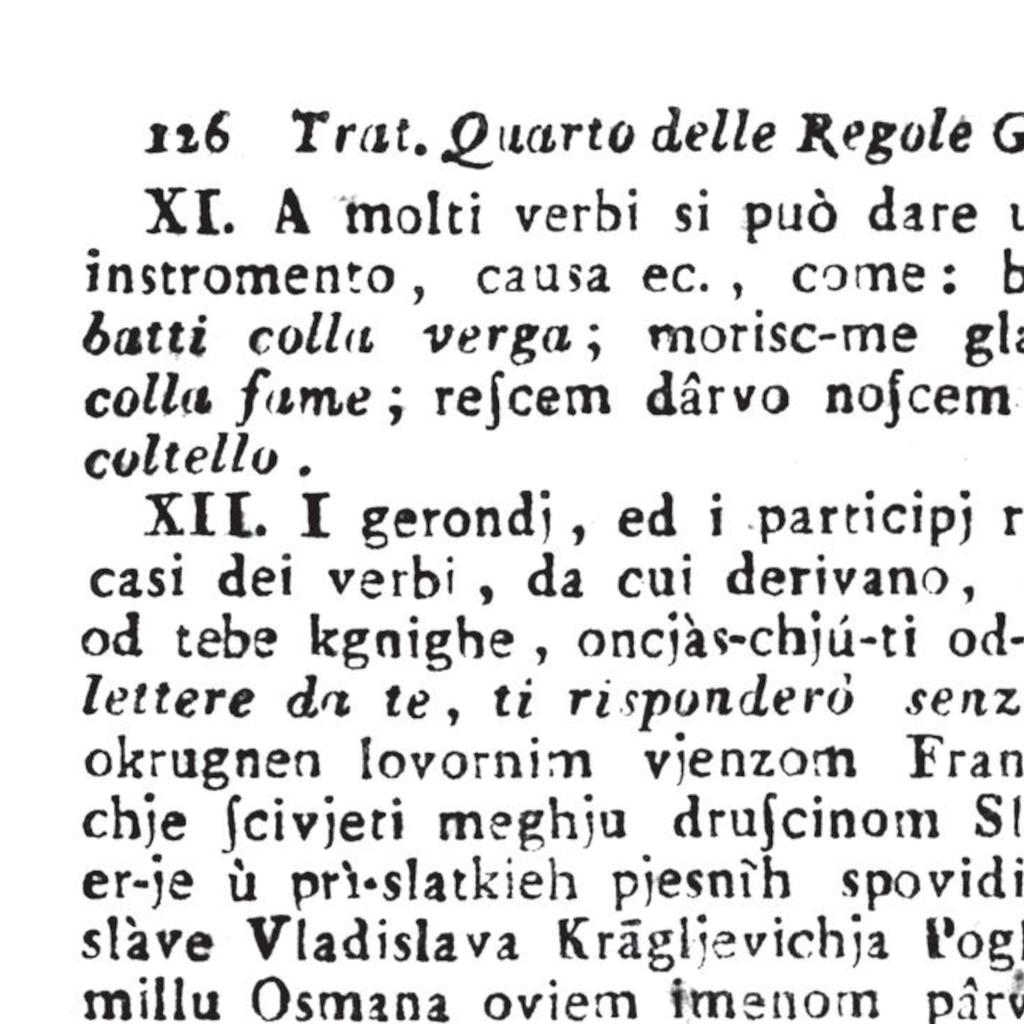 126 Trat. Quarto delle Regole G
XI. A molti verbi si può dare u
instromento, causa ec., come: b
batti colla verga; morisc-me gla
colla fame; reſcem dârvo noſcem
coltello.
XII. I gerondj, ed i participj r
casi dei verbi, da cui derivano,
od tebe kgnighe, oncjàs-chjú-ti od-
lettere da te, ti risponderò senz
okrugnen lovornim vjenzom Fran
chje ſcivjeti meghju druſcinom Sl
er-je ù prì-slatkieh pjesnîh spovidi
slàve Vladislava Krāgljevichja Pogl
millu Osmana oviem imenom pârv